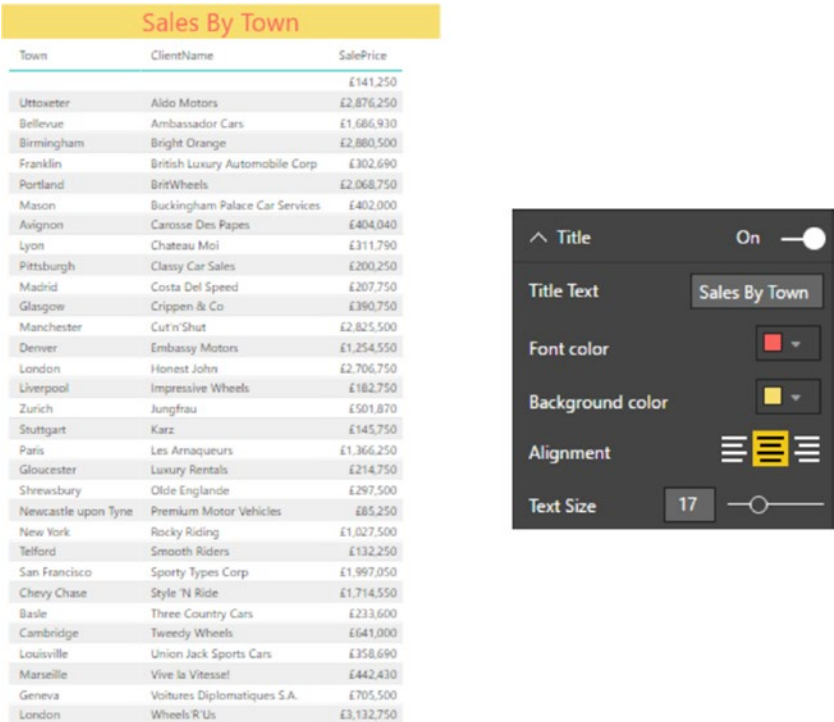 Sales By Town
Town ClientName SalePrice
£141,250
Uttoxeter Aldo Motors £2,876,250
Bellevue Ambassador Cars £1,686,930
Birmingham Bright Orange £2,880,500
Franklin British Luxury Automobile Corp £302,690
Portland BritWheels £2,068,750
Mason Buckingham Palace Car Services £402,000
Avignon Carosse Des Papes £404,040
Lyon Chateau Moi £311,790
Pittsburgh Classy Car Sales £200,250
Madrid Costa Del Speed £207,750
Glasgow Crippen & Co £390,750
Manchester Cut'n'Shut £2,825,500
Denver Embassy Motors £1,254,550
London Honest John £2,706,750
Liverpool Impressive Wheels £182,750
Zurich Jungfrau £501,870
Stuttgart Karz £145,750
Paris Les Arnaqueurs £1,366,250
Gloucester Luxury Rentals £214,750
Shrewsbury Olde Englande £297,500
Newcastle upon Tyne Premium Motor Vehicles £85,250
New York Rocky Riding £1,027,500
Telford Smooth Riders £132,250
San Francisco Sporty Types Corp £1,997,050
Chevy Chase Style 'N Ride £1,714,550
Basle Three Country Cars £233,600
Cambridge Tweedy Wheels £641,000
Louisville Union Jack Sports Cars £358,690
Marseille Vive la Vitesse! £442,430
Geneva Voitures Diplomatiques S.A. £705,500
London Wheels'R'Us £3,132,750
Title On
Title Text Sales By Town
Font color
Background color
Alignment
Text Size 17